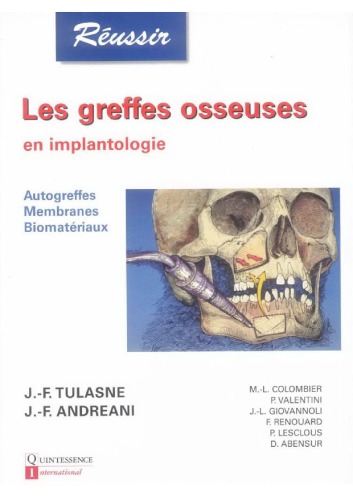 Réussir
Les greffes osseuses
en implantologie
Autogreffes
Membranes
Biomatériaux
J.-F. TULASNE
J.-F. ANDREANI
M.-L. COLOMBIER
P. VALENTINI
J.-L. GIOVANNOLI
F. RENOUARD
P. LESCLOUS
D. ABENSUR
QUINTESSENCE
International